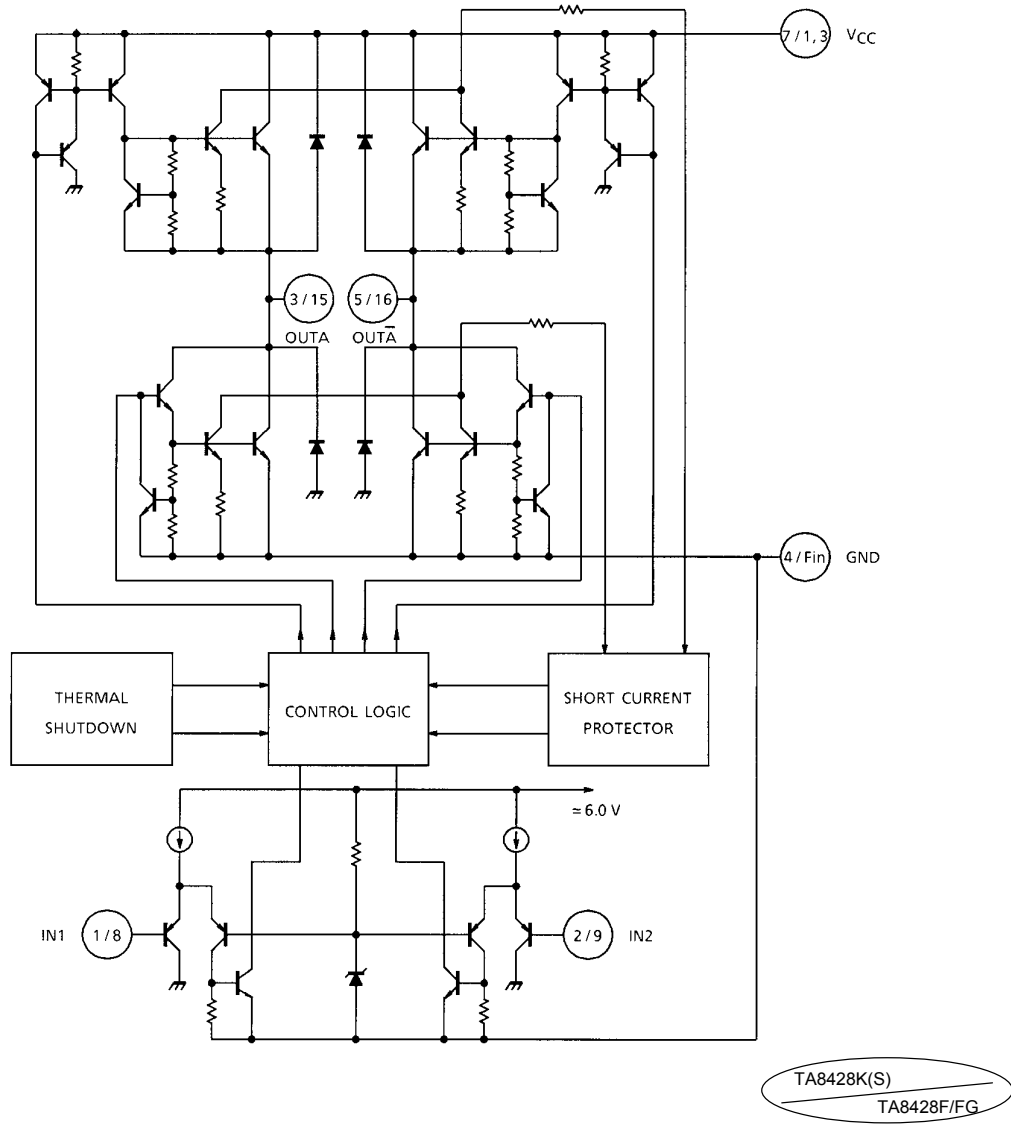 7 / 1, 3
VCC
3 / 15
5 / 16
OUTA
OUTA̅
4 / Fin
GND
THERMAL
SHUTDOWN
CONTROL LOGIC
SHORT CURRENT
PROTECTOR
≃ 6.0 V
IN1
1 / 8
2 / 9
IN2
TA8428K(S)
TA8428F/FG